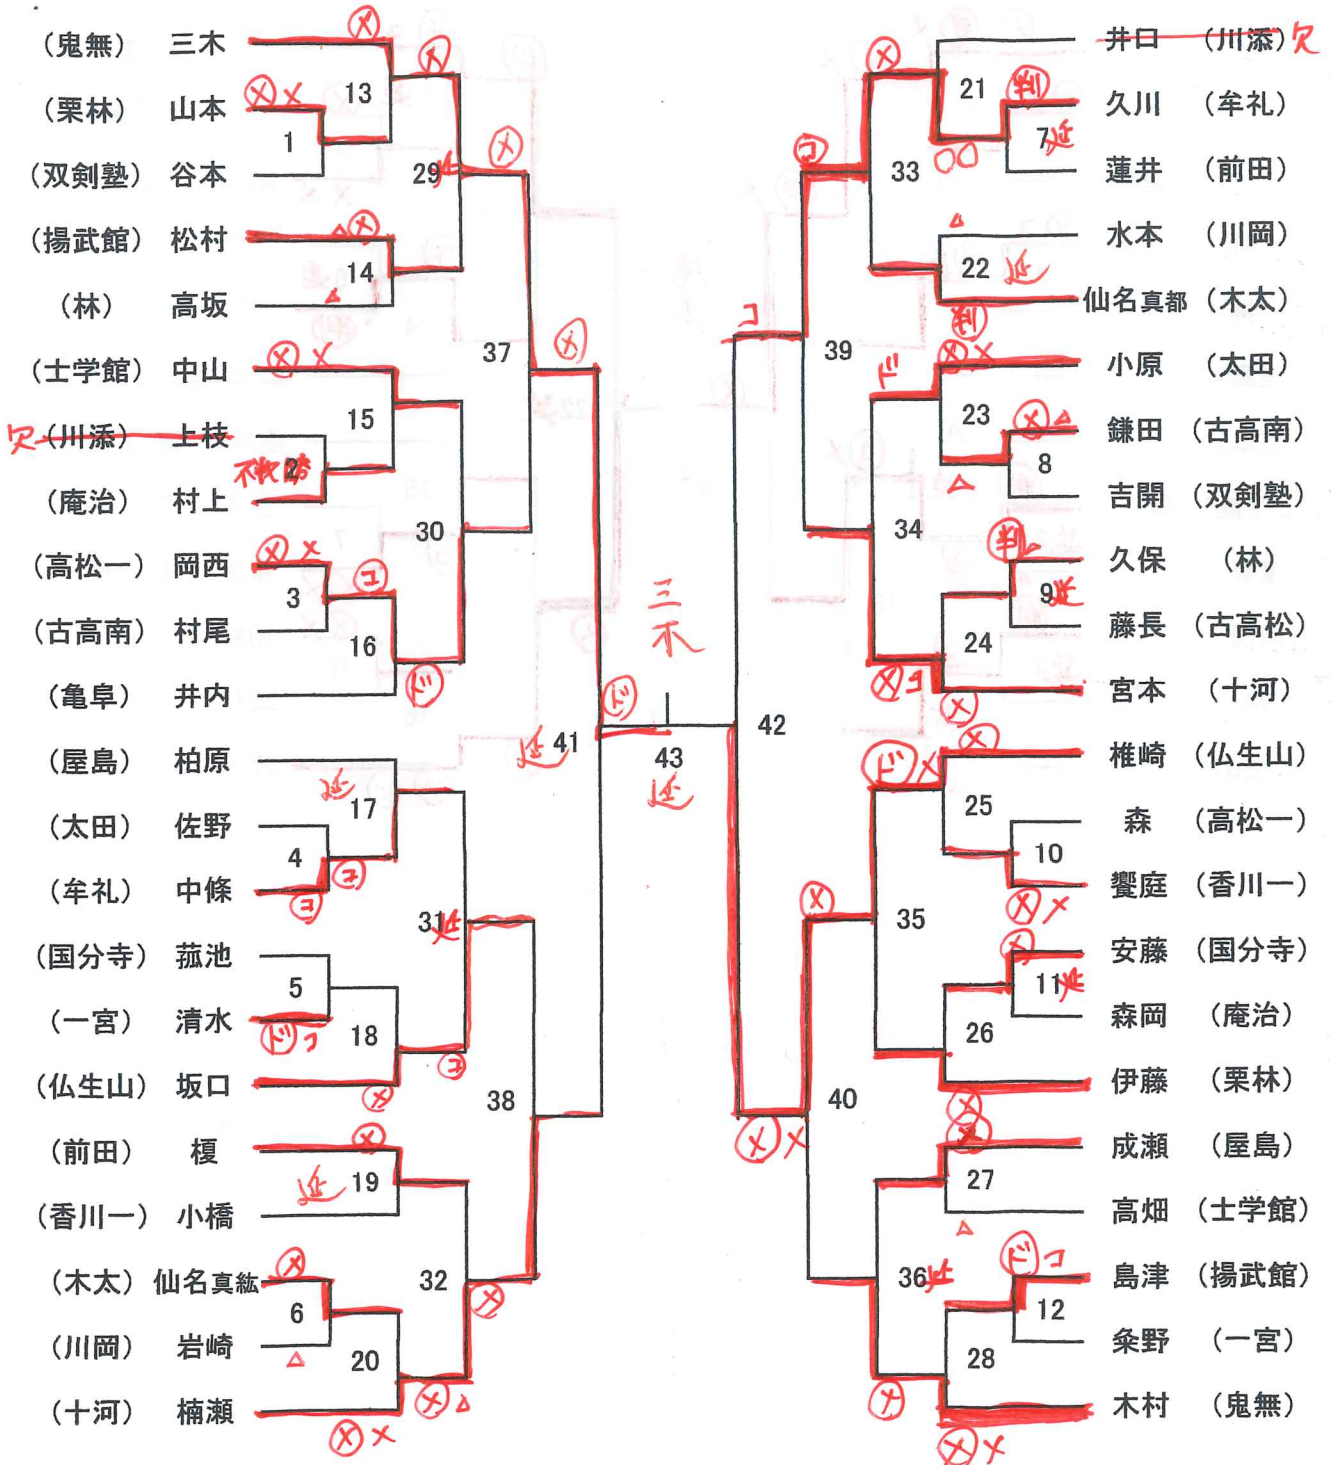 (鬼無) 三木
(栗林) 山本
(双剣塾) 谷本
(揚武館) 松村
(林) 高坂
(士学館) 中山
欠 (川添) 上枝
(庵治) 村上
(高松一) 岡西
(古高南) 村尾
(亀阜) 井内
(屋島) 柏原
(太田) 佐野
(牟礼) 中條
(国分寺) 菰池
(一宮) 清水
(仏生山) 坂口
(前田) 榎
(香川一) 小橋
(木太) 仙名真紘
(川岡) 岩崎
(十河) 楠瀬
1
不戦勝 2
3
4
5
6
13
14
15
16
延 17
18
延 19
20
29 延
30
31 延
32
37
38
延 41
三木
43
延
42
39
40
33
34
35
36 延
21
22 延
23
24
25
26
27
28
7 延
8
9 延
10
11 延
12
井口 (川添) 欠
久川 (牟礼)
蓮井 (前田)
水本 (川岡)
仙名真都 (木太)
小原 (太田)
鎌田 (古高南)
吉開 (双剣塾)
久保 (林)
藤長 (古高松)
宮本 (十河)
椎崎 (仏生山)
森 (高松一)
饗庭 (香川一)
安藤 (国分寺)
森岡 (庵治)
伊藤 (栗林)
成瀬 (屋島)
高畑 (士学館)
島津 (揚武館)
粂野 (一宮)
木村 (鬼無)